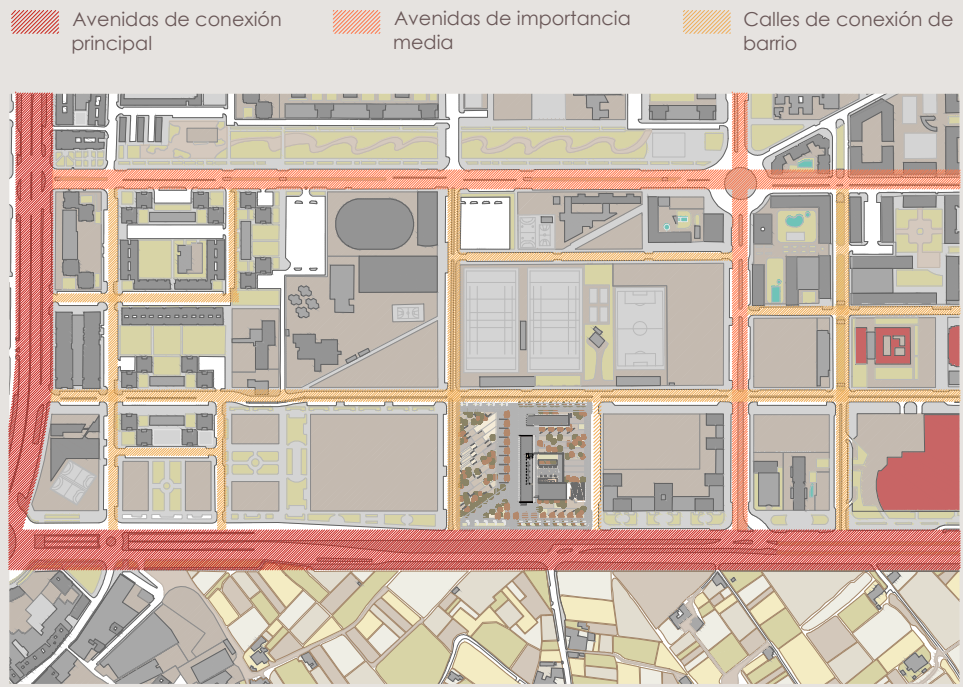 Avenidas de conexión
principal
Avenidas de importancia
media
Calles de conexión de
barrio